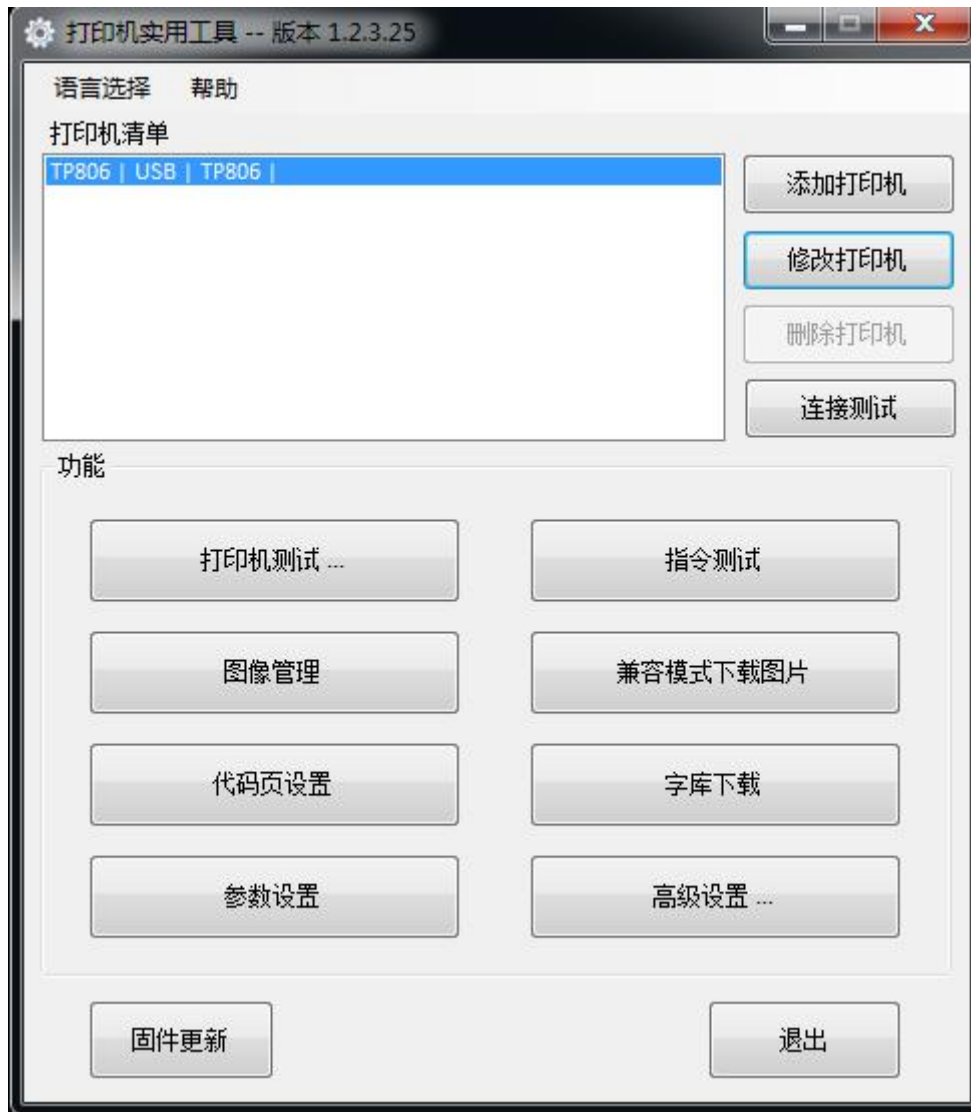 打印机实用工具 -- 版本 1.2.3.25
语言选择 帮助
打印机清单
TP806 | USB | TP806 |
添加打印机
修改打印机
删除打印机
连接测试
功能
打印机测试 ...
指令测试
图像管理
兼容模式下载图片
代码页设置
字库下载
参数设置
高级设置 ...
固件更新
退出